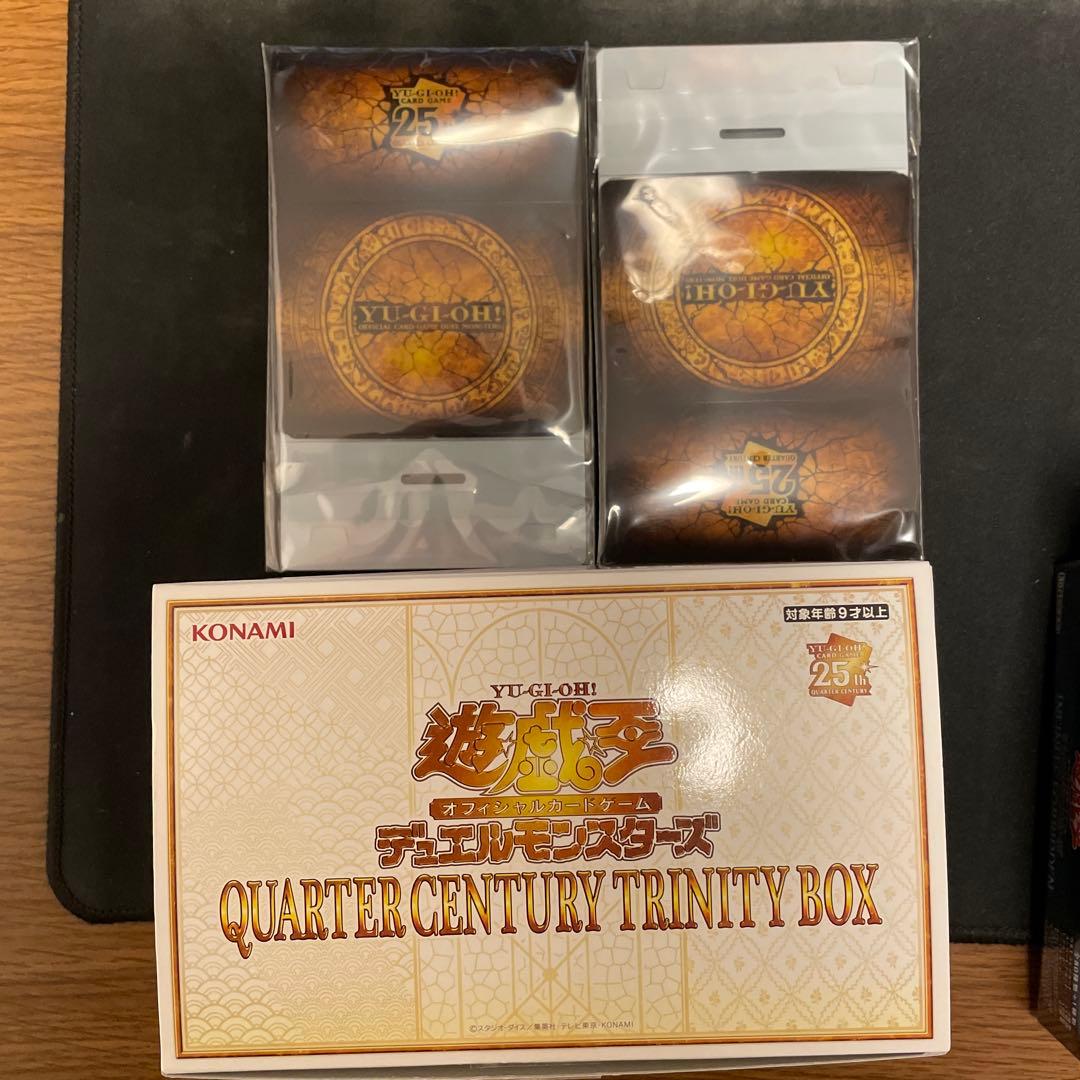 YU-GI-OH!
CARD GAME
25
YU-GI-OH!
OFFICIAL CARD GAME DUEL MONSTERS
YU-GI-OH!
OFFICIAL CARD GAME DUEL MONSTERS
YU-GI-OH!
CARD GAME
25th
QUARTER CENTURY
KONAMI
対象年齢9才以上
YU-GI-OH!
CARD GAME
25th
QUARTER CENTURY
YU-GI-OH!
遊戯王
オフィシャルカードゲーム
デュエルモンスターズ
QUARTER CENTURY TRINITY BOX
©スタジオ・ダイス/集英社・テレビ東京・KONAMI